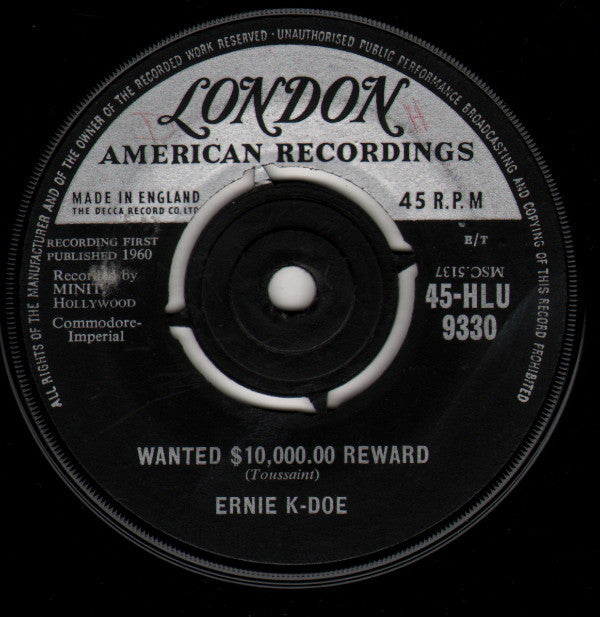 ALL RIGHTS OF THE MANUFACTURER AND OF THE OWNER OF THE RECORDED WORK RESERVED · UNAUTHORISED PUBLIC PERFORMANCE BROADCASTING AND COPYING OF THIS RECORD PROHIBITED
LONDON
AMERICAN RECORDINGS
MADE IN ENGLAND
THE DECCA RECORD CO. LTD
45 R.P.M
RECORDING FIRST
PUBLISHED 1960
E/T
MSC.5137
Recorded by
MINIT,
HOLLYWOOD
45-HLU
9330
Commodore-
Imperial
WANTED $10,000.00 REWARD
(Toussaint)
ERNIE K-DOE